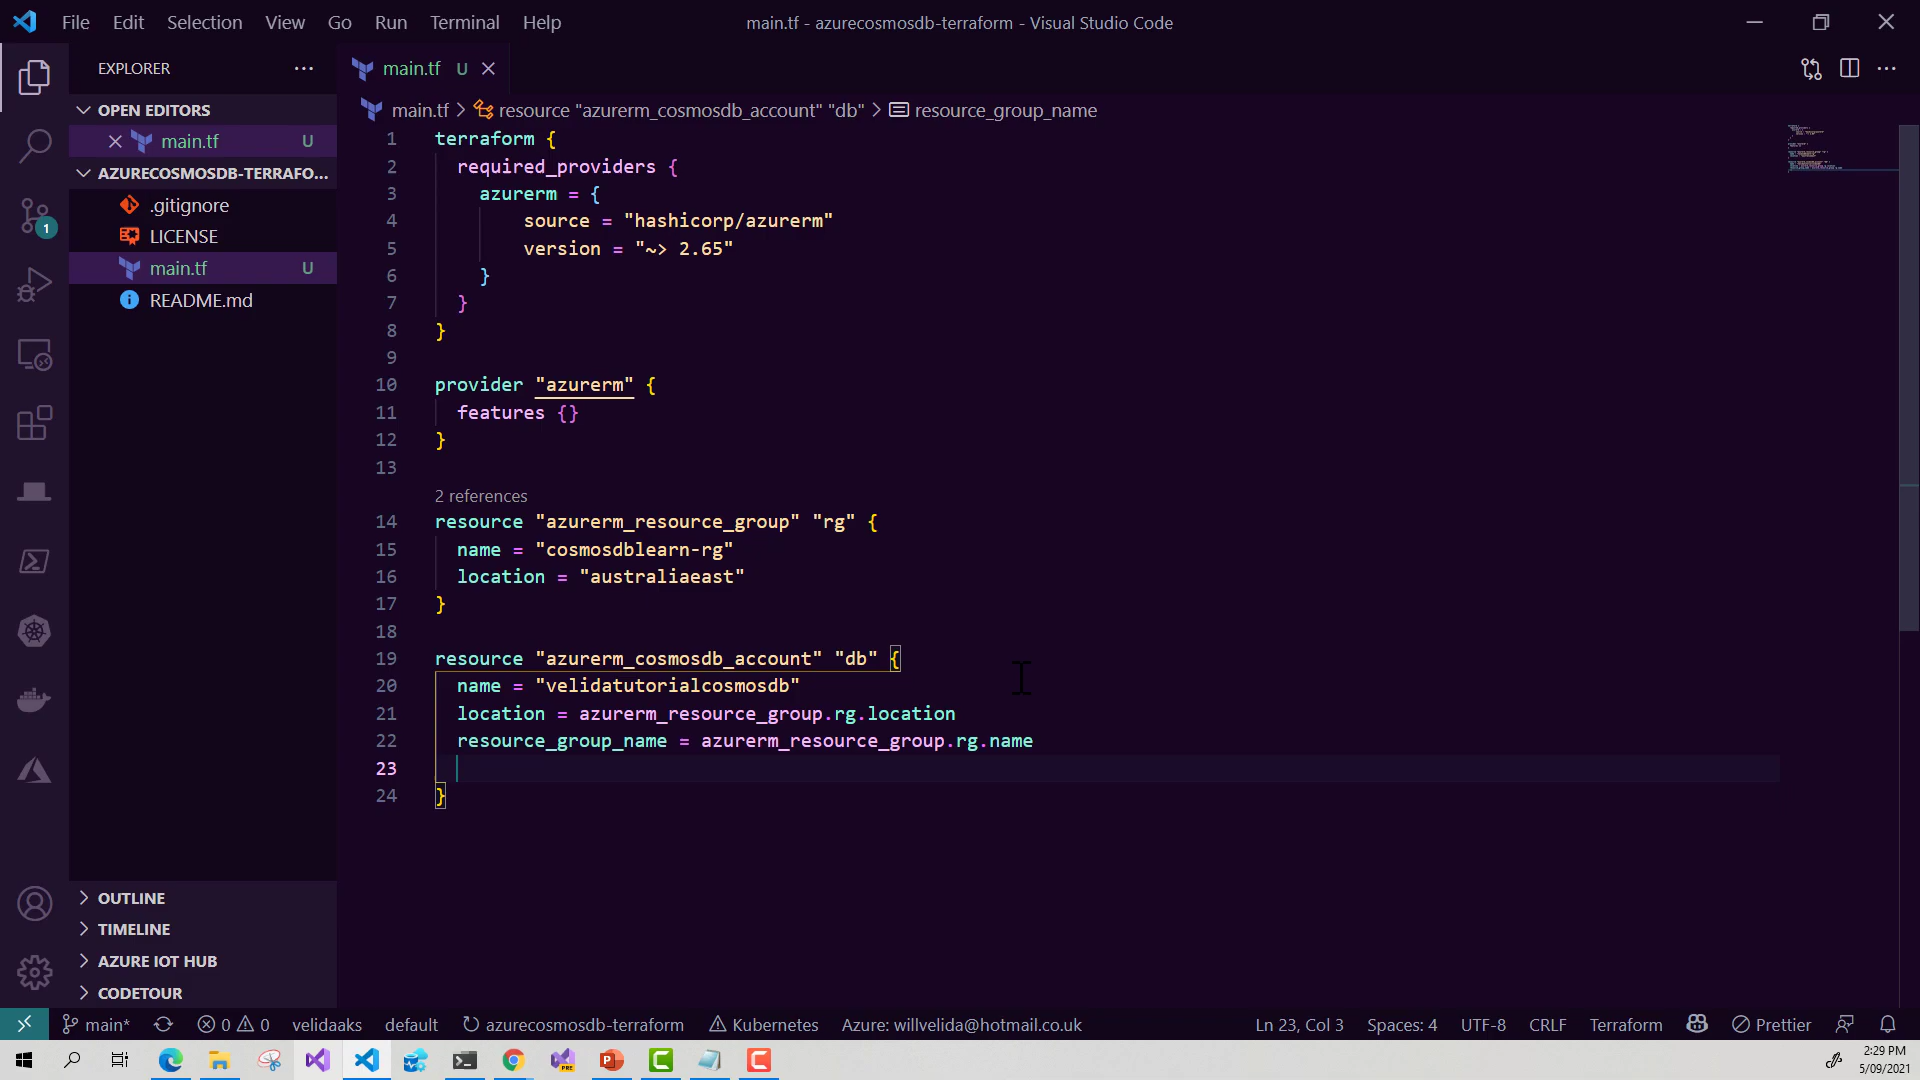 File Edit Selection View Go Run Terminal Help
main.tf - azurecosmosdb-terraform - Visual Studio Code
EXPLORER
OPEN EDITORS
main.tf U
AZURECOSMOSDB-TERRAFO...
.gitignore
LICENSE
main.tf U
README.md
OUTLINE
TIMELINE
AZURE IOT HUB
CODETOUR
1
main.tf U
main.tf > resource "azurerm_cosmosdb_account" "db" > resource_group_name
1 terraform {
2 required_providers {
3 azurerm = {
4 source = "hashicorp/azurerm"
5 version = "~> 2.65"
6 }
7 }
8 }
9
10 provider "azurerm" {
11 features {}
12 }
13
2 references
14 resource "azurerm_resource_group" "rg" {
15 name = "cosmosdblearn-rg"
16 location = "australiaeast"
17 }
18
19 resource "azurerm_cosmosdb_account" "db" {
20 name = "velidatutorialcosmosdb"
21 location = azurerm_resource_group.rg.location
22 resource_group_name = azurerm_resource_group.rg.name
23
24 }
main* 0 0 velidaaks default azurecosmosdb-terraform Kubernetes Azure: willvelida@hotmail.co.uk
Ln 23, Col 3 Spaces: 4 UTF-8 CRLF Terraform Prettier
PRE
2:29 PM
5/09/2021